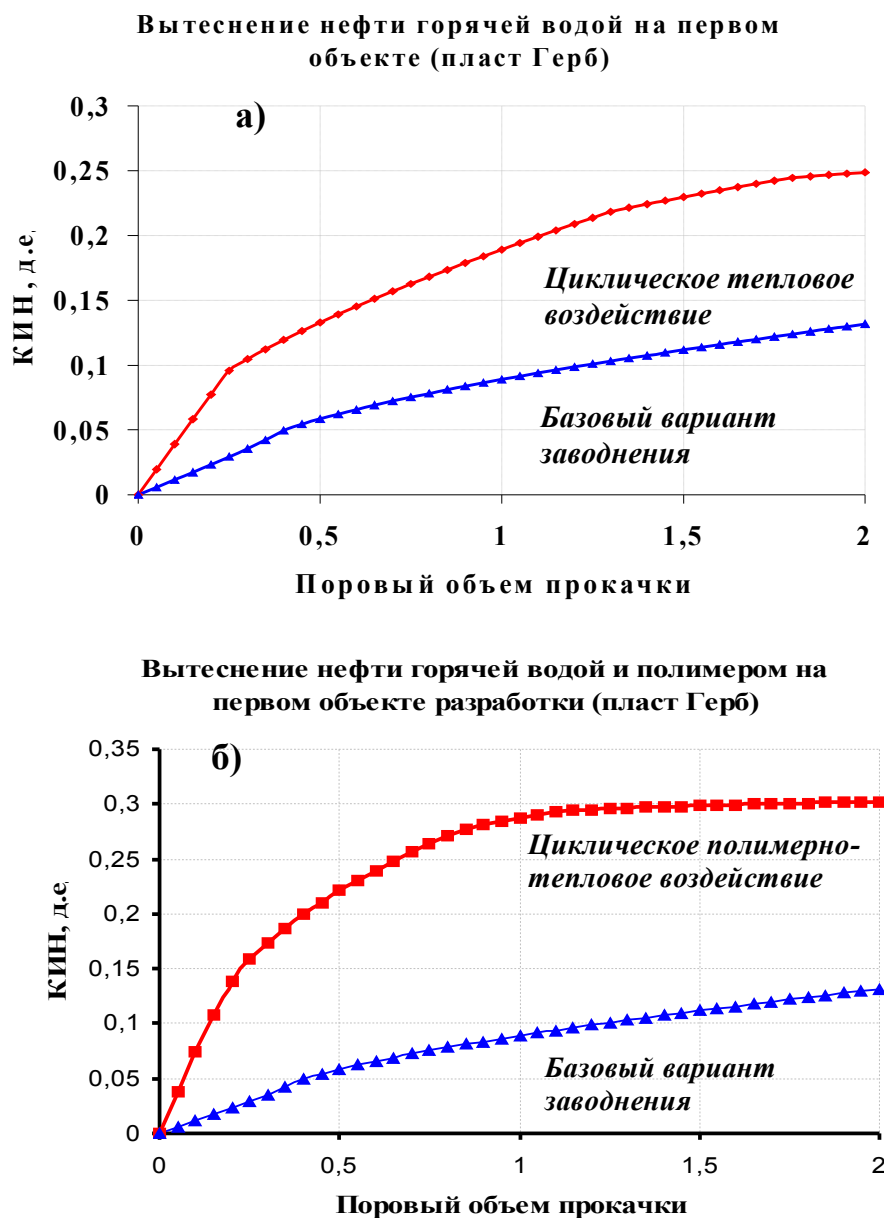 Вытеснение нефти горячей водой на первом
объекте (пласт Герб)
а)
КИН, д.е.
0,3
0,25
0,2
0,15
0,1
0,05
0
Циклическое тепловое
воздействие
Базовый вариант
заводнения
0 0,5 1 1,5 2
Поровый объем прокачки
Вытеснение нефти горячей водой и полимером на
первом объекте разработки (пласт Герб)
б)
КИН, д.е.
0,35
0,3
0,25
0,2
0,15
0,1
0,05
0
Циклическое полимерно-
тепловое воздействие
Базовый вариант
заводнения
0 0,5 1 1,5 2
Поровый объем прокачки